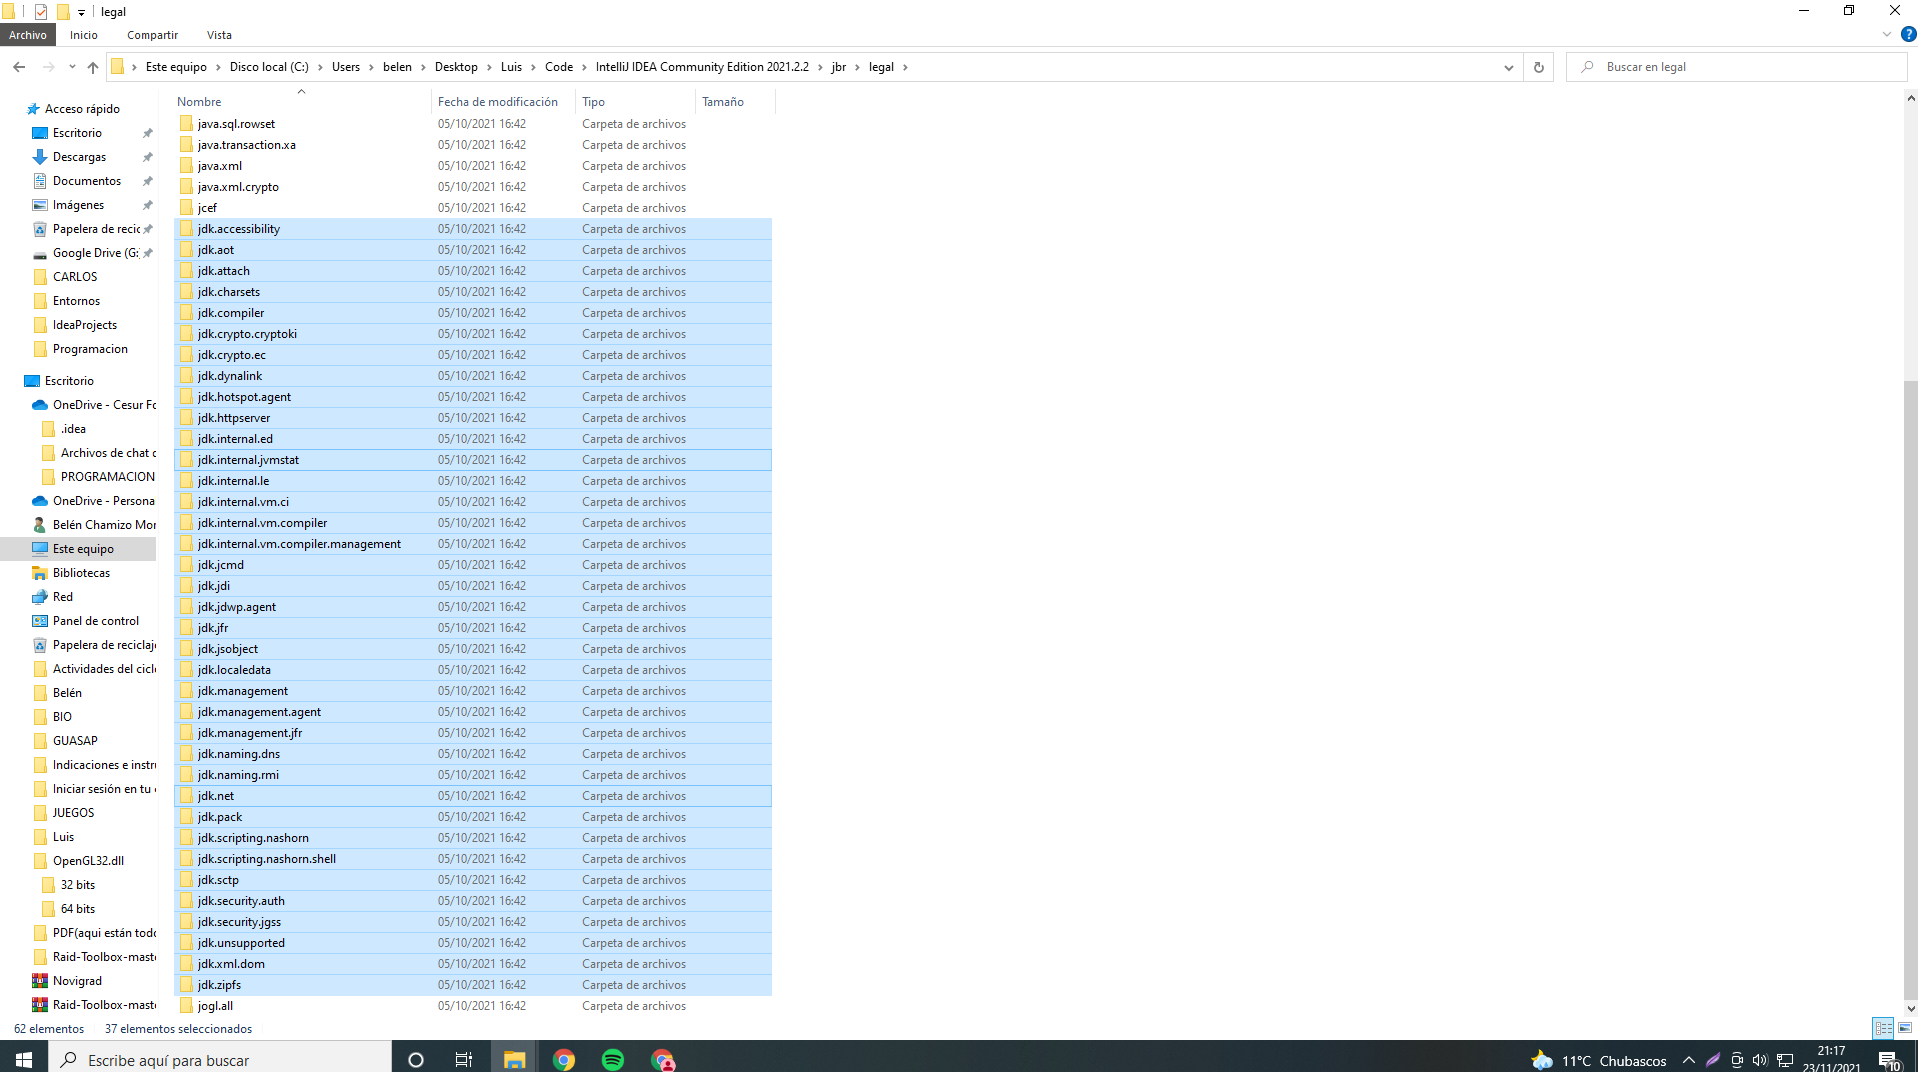 legal
Archivo Inicio Compartir Vista
Este equipo > Disco local (C:) > Users > belen > Desktop > Luis > Code > IntelliJ IDEA Community Edition 2021.2.2 > jbr > legal >
Buscar en legal
Acceso rápido
Escritorio
Descargas
Documentos
Imágenes
Papelera de recic
Google Drive (G:
CARLOS
Entornos
IdeaProjects
Programacion
Escritorio
OneDrive - Cesur Fo
.idea
Archivos de chat c
PROGRAMACION
OneDrive - Persona
Belén Chamizo Mor
Este equipo
Bibliotecas
Red
Panel de control
Papelera de reciclaje
Actividades del cicl
Belén
BIO
GUASAP
Indicaciones e instru
Iniciar sesión en tu
JUEGOS
Luis
OpenGL32.dll
32 bits
64 bits
PDF(aqui están todo
Raid-Toolbox-maste
Novigrad
Raid-Toolbox-maste
Nombre Fecha de modificación Tipo Tamaño
java.sql.rowset 05/10/2021 16:42 Carpeta de archivos
java.transaction.xa 05/10/2021 16:42 Carpeta de archivos
java.xml 05/10/2021 16:42 Carpeta de archivos
java.xml.crypto 05/10/2021 16:42 Carpeta de archivos
jcef 05/10/2021 16:42 Carpeta de archivos
jdk.accessibility 05/10/2021 16:42 Carpeta de archivos
jdk.aot 05/10/2021 16:42 Carpeta de archivos
jdk.attach 05/10/2021 16:42 Carpeta de archivos
jdk.charsets 05/10/2021 16:42 Carpeta de archivos
jdk.compiler 05/10/2021 16:42 Carpeta de archivos
jdk.crypto.cryptoki 05/10/2021 16:42 Carpeta de archivos
jdk.crypto.ec 05/10/2021 16:42 Carpeta de archivos
jdk.dynalink 05/10/2021 16:42 Carpeta de archivos
jdk.hotspot.agent 05/10/2021 16:42 Carpeta de archivos
jdk.httpserver 05/10/2021 16:42 Carpeta de archivos
jdk.internal.ed 05/10/2021 16:42 Carpeta de archivos
jdk.internal.jvmstat 05/10/2021 16:42 Carpeta de archivos
jdk.internal.le 05/10/2021 16:42 Carpeta de archivos
jdk.internal.vm.ci 05/10/2021 16:42 Carpeta de archivos
jdk.internal.vm.compiler 05/10/2021 16:42 Carpeta de archivos
jdk.internal.vm.compiler.management 05/10/2021 16:42 Carpeta de archivos
jdk.jcmd 05/10/2021 16:42 Carpeta de archivos
jdk.jdi 05/10/2021 16:42 Carpeta de archivos
jdk.jdwp.agent 05/10/2021 16:42 Carpeta de archivos
jdk.jfr 05/10/2021 16:42 Carpeta de archivos
jdk.jsobject 05/10/2021 16:42 Carpeta de archivos
jdk.localedata 05/10/2021 16:42 Carpeta de archivos
jdk.management 05/10/2021 16:42 Carpeta de archivos
jdk.management.agent 05/10/2021 16:42 Carpeta de archivos
jdk.management.jfr 05/10/2021 16:42 Carpeta de archivos
jdk.naming.dns 05/10/2021 16:42 Carpeta de archivos
jdk.naming.rmi 05/10/2021 16:42 Carpeta de archivos
jdk.net 05/10/2021 16:42 Carpeta de archivos
jdk.pack 05/10/2021 16:42 Carpeta de archivos
jdk.scripting.nashorn 05/10/2021 16:42 Carpeta de archivos
jdk.scripting.nashorn.shell 05/10/2021 16:42 Carpeta de archivos
jdk.sctp 05/10/2021 16:42 Carpeta de archivos
jdk.security.auth 05/10/2021 16:42 Carpeta de archivos
jdk.security.jgss 05/10/2021 16:42 Carpeta de archivos
jdk.unsupported 05/10/2021 16:42 Carpeta de archivos
jdk.xml.dom 05/10/2021 16:42 Carpeta de archivos
jdk.zipfs 05/10/2021 16:42 Carpeta de archivos
jogl.all 05/10/2021 16:42 Carpeta de archivos
62 elementos 37 elementos seleccionados
Escribe aquí para buscar
11°C Chubascos
21:17
23/11/2021
10